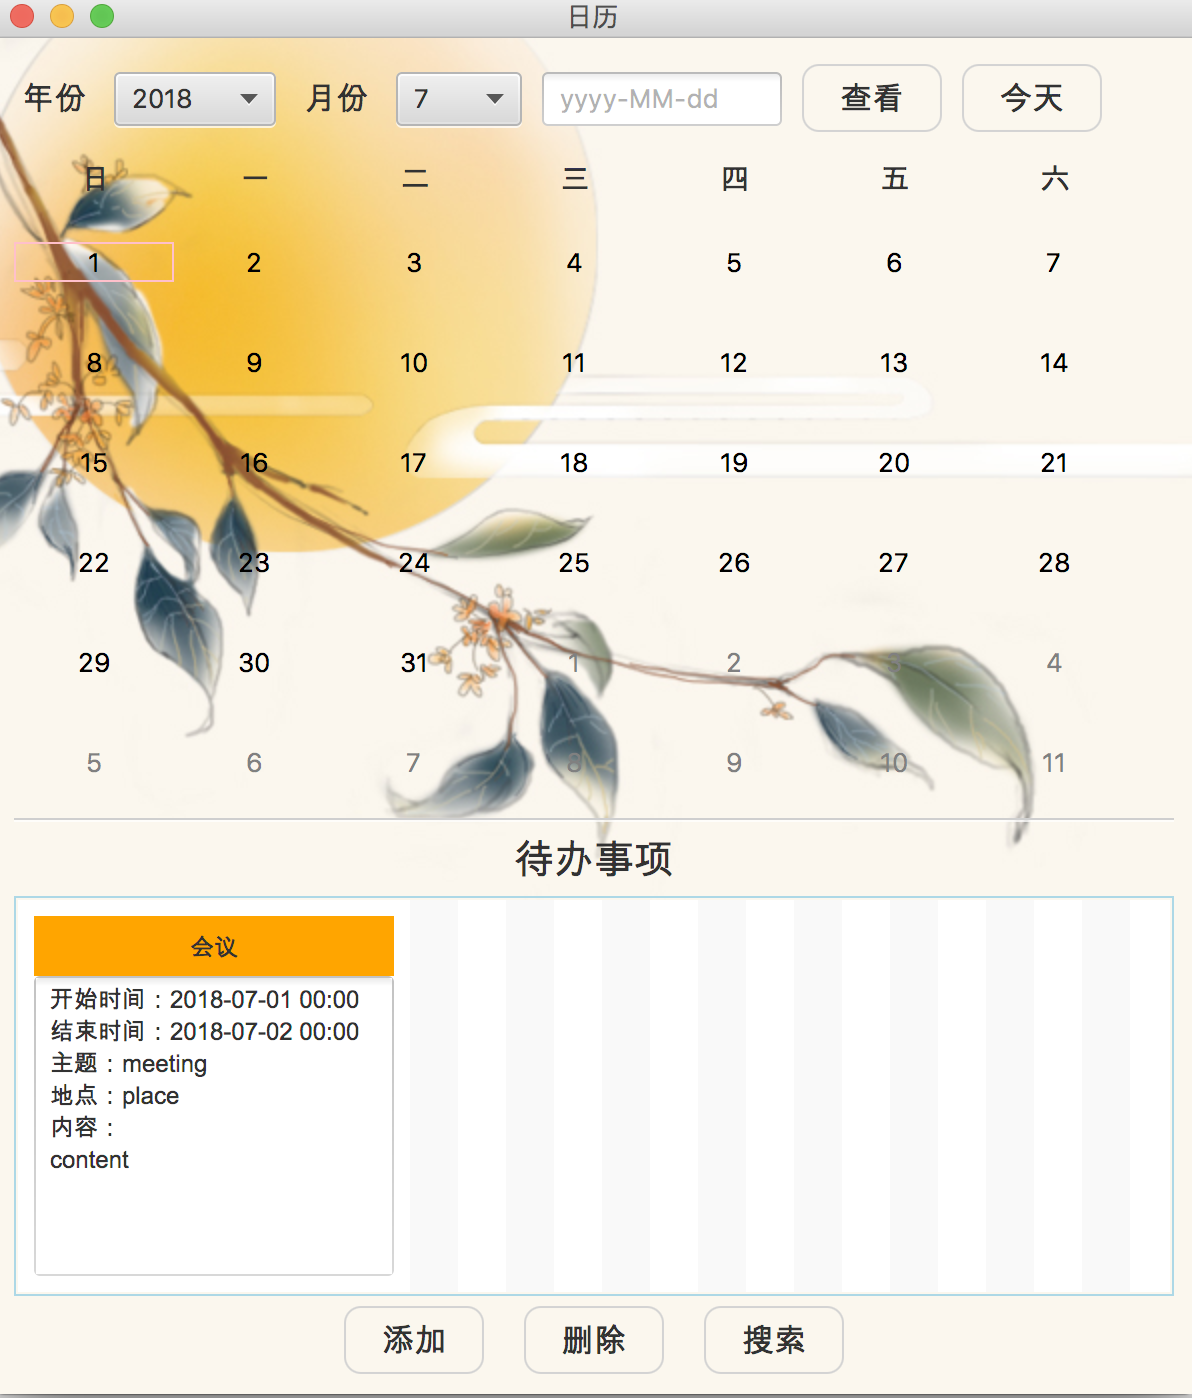 日历
年份 2018 月份 7 yyyy-MM-dd 查看 今天
日 一 二 三 四 五 六
1 2 3 4 5 6 7
8 9 10 11 12 13 14
15 16 17 18 19 20 21
22 23 24 25 26 27 28
29 30 31 1 2 3 4
5 6 7 8 9 10 11
待办事项
会议
开始时间：2018-07-01 00:00
结束时间：2018-07-02 00:00
主题：meeting
地点：place
内容：
content
添加 删除 搜索